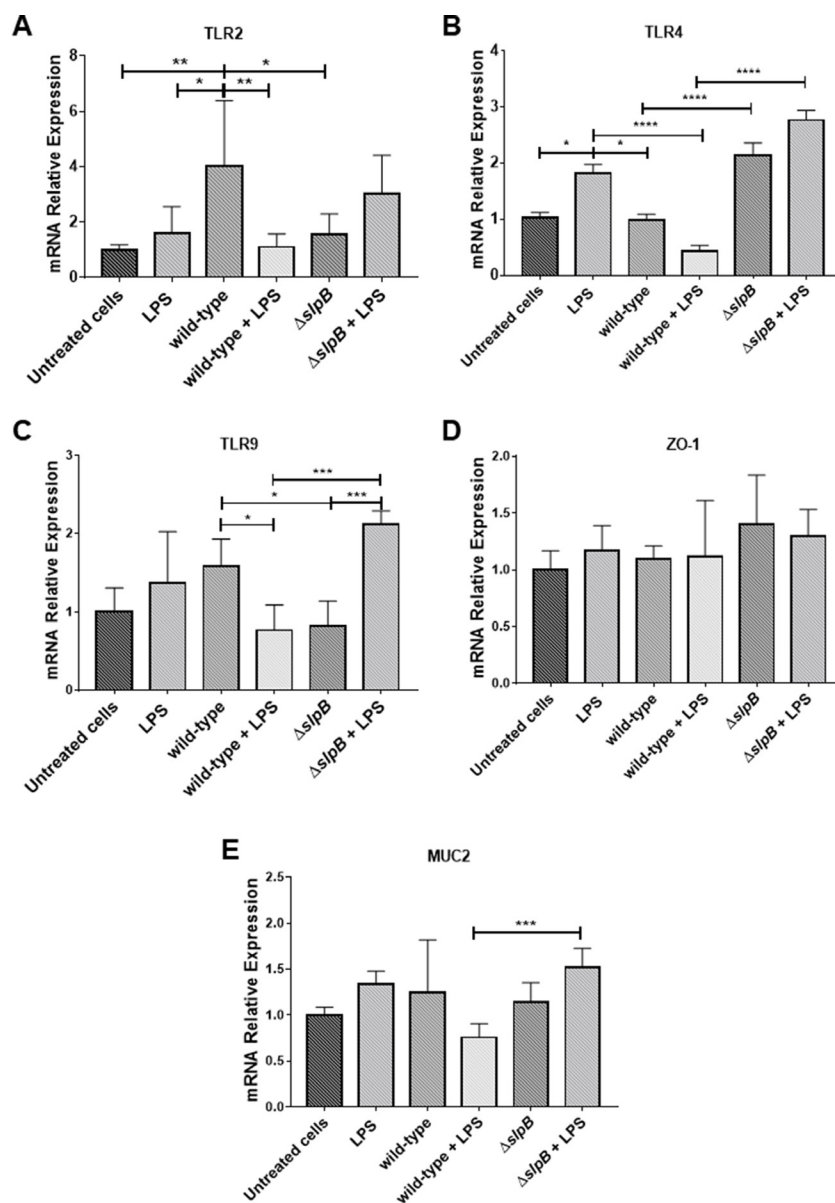 A
TLR2
mRNA Relative Expression
8
6
4
2
0
** *
* **
Untreated cells
LPS
wild-type
wild-type + LPS
ΔslpB
ΔslpB + LPS
B
TLR4
mRNA Relative Expression
4
3
2
1
0
****
****
****
* *
Untreated cells
LPS
wild-type
wild-type + LPS
ΔslpB
ΔslpB + LPS
C
TLR9
mRNA Relative Expression
3
2
1
0
***
* ***
*
Untreated cells
LPS
wild-type
wild-type + LPS
ΔslpB
ΔslpB + LPS
D
ZO-1
mRNA Relative Expression
2.0
1.5
1.0
0.5
0.0
Untreated cells
LPS
wild-type
wild-type + LPS
ΔslpB
ΔslpB + LPS
E
MUC2
mRNA Relative Expression
2.5
2.0
1.5
1.0
0.5
0.0
***
Untreated cells
LPS
wild-type
wild-type + LPS
ΔslpB
ΔslpB + LPS